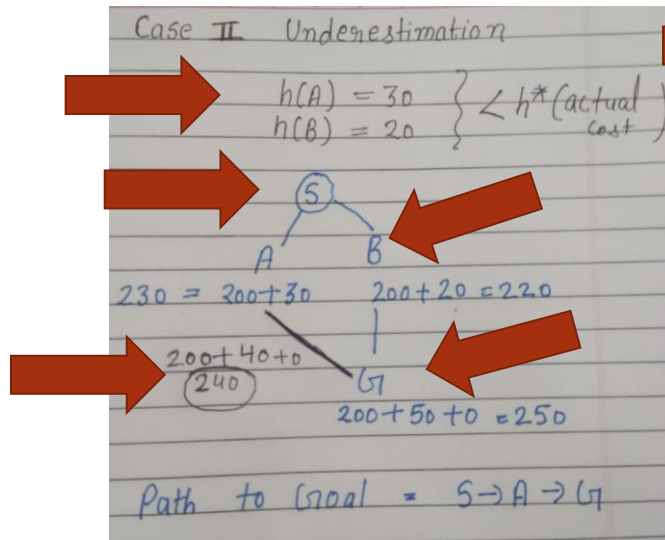 Case II Underestimation
h(A) = 30
h(B) = 20
} < h* (actual cost)
S
A B
230 = 200+30 200+20 = 220
200+40+0
240
G
200+50+0 = 250
Path to Goal = S→A→G